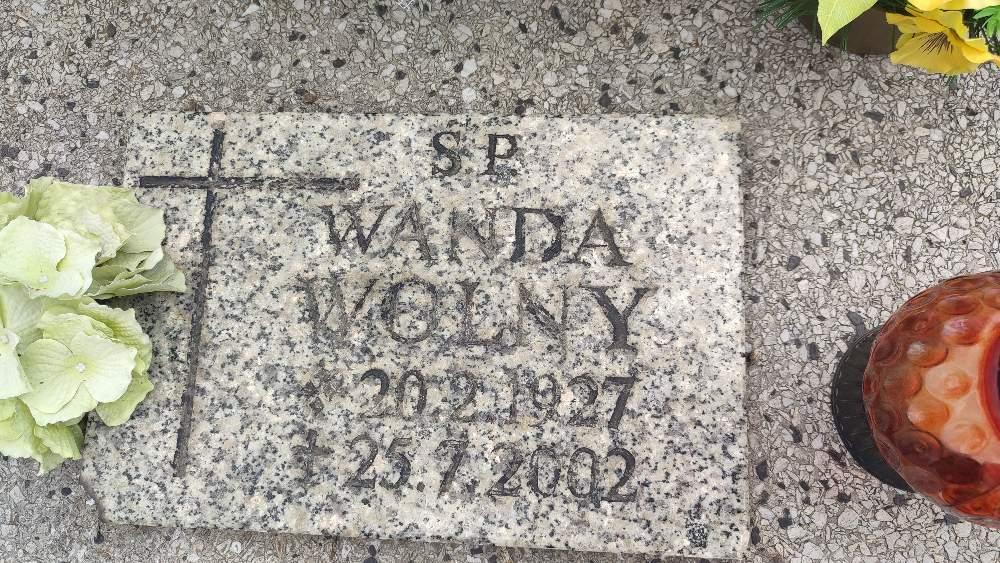 S.P.
WANDA
WOLNY
* 20.2.1927
+ 25.7.2002